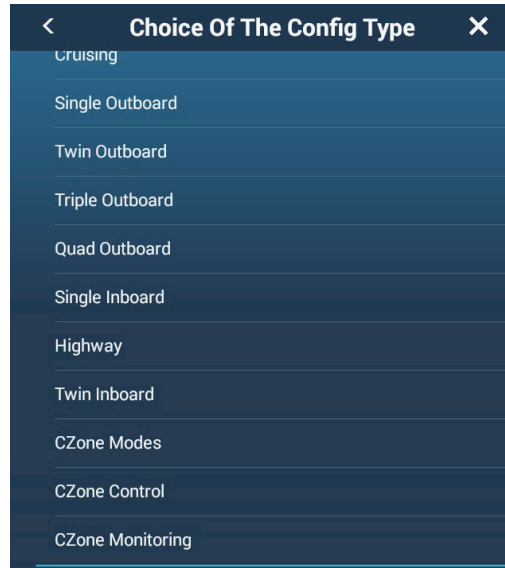 Choice Of The Config Type
Cruising
Single Outboard
Twin Outboard
Triple Outboard
Quad Outboard
Single Inboard
Highway
Twin Inboard
CZone Modes
CZone Control
CZone Monitoring